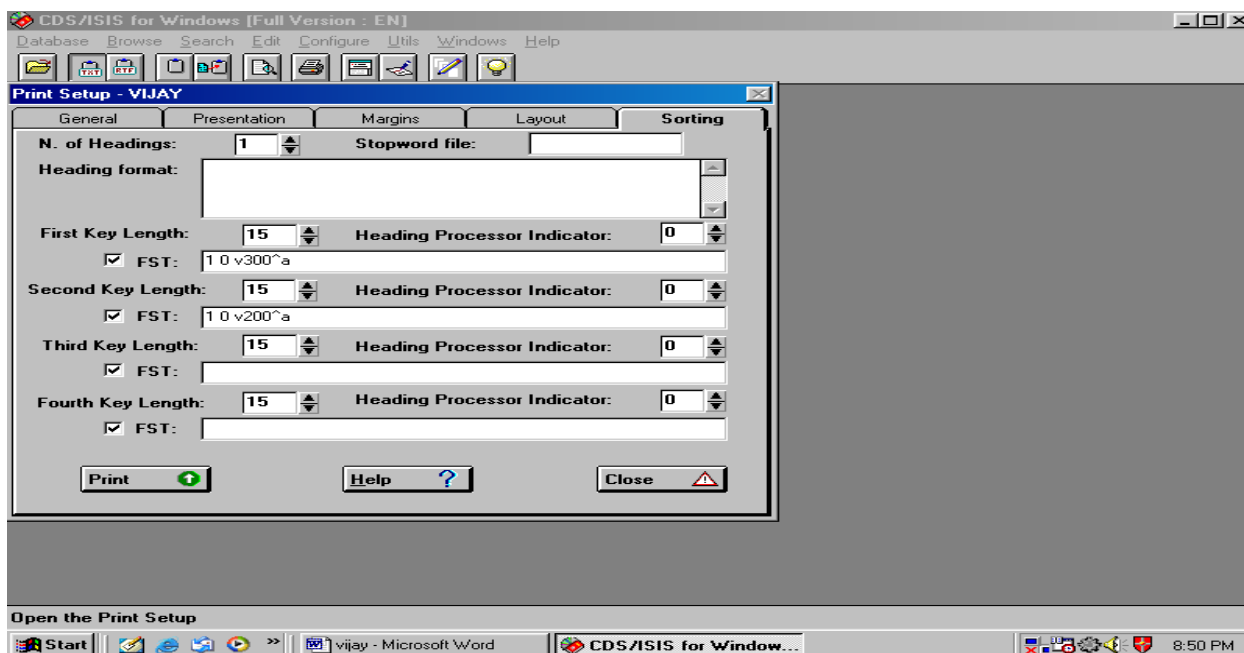 CDS/ISIS for Windows [Full Version : EN]
Database Browse Search Edit Configure Utils Windows Help
TXT RTF
Print Setup - VIJAY
General Presentation Margins Layout Sorting
N. of Headings: 1 Stopword file:
Heading format:
First Key Length: 15 Heading Processor Indicator: 0
FST: 1 0 v300^a
Second Key Length: 15 Heading Processor Indicator: 0
FST: 1 0 v200^a
Third Key Length: 15 Heading Processor Indicator: 0
FST:
Fourth Key Length: 15 Heading Processor Indicator: 0
FST:
Print Help ? Close
Open the Print Setup
Start » vijay - Microsoft Word CDS/ISIS for Window... 8:50 PM